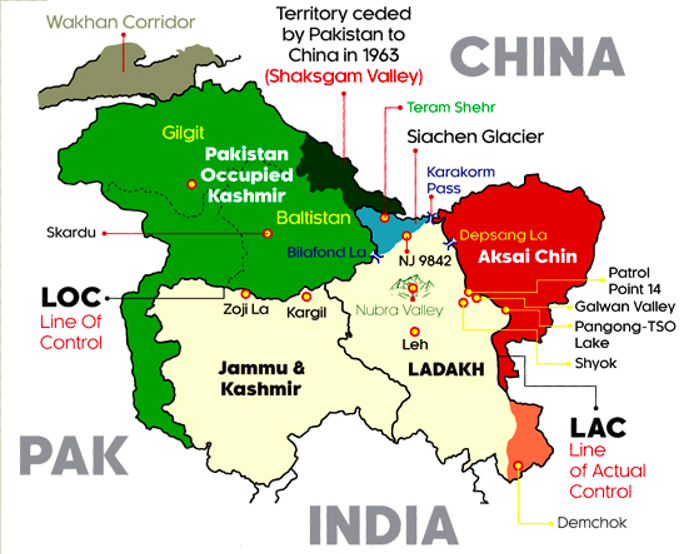 Wakhan Corridor
Territory ceded
by Pakistan to
China in 1963
(Shaksgam Valley)
CHINA
Teram Shehr
Siachen Glacier
Gilgit
Pakistan
Occupied
Kashmir
Karakorm
Pass
Baltistan
Skardu
Depsang La
Bilafond La
NJ 9842
Aksai Chin
Patrol
Point 14
LOC
Line Of
Control
Zoji La
Kargil
Nubra Valley
Galwan Valley
Pangong-TSO
Lake
Leh
Shyok
Jammu &
Kashmir
LADAKH
LAC
Line
of Actual
Control
PAK
INDIA
Demchok